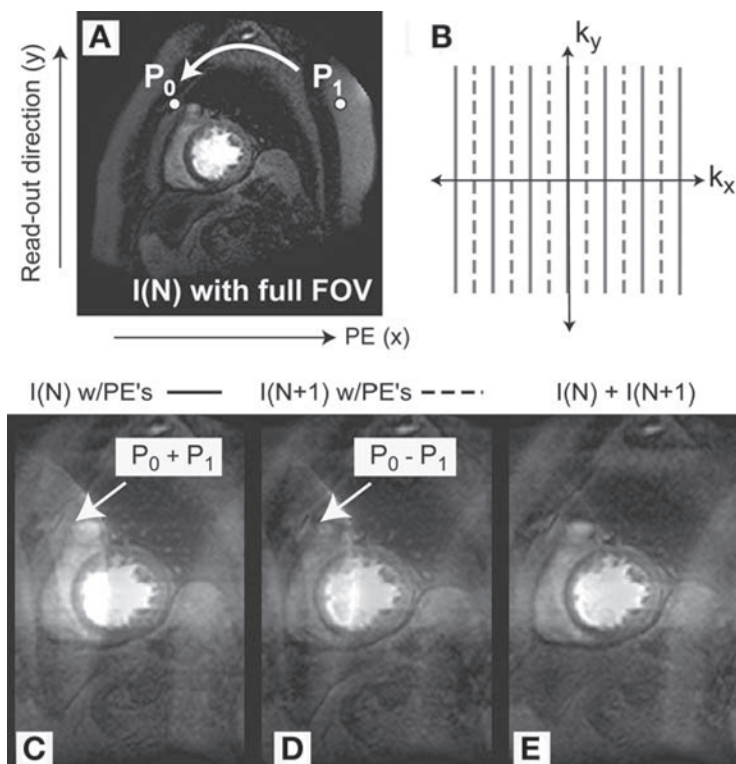 A
P0
P1
Read-out direction (y)
I(N) with full FOV
PE (x)
B
ky
kx
I(N) w/PE's
I(N+1) w/PE's
I(N) + I(N+1)
P0 + P1
P0 - P1
C
D
E